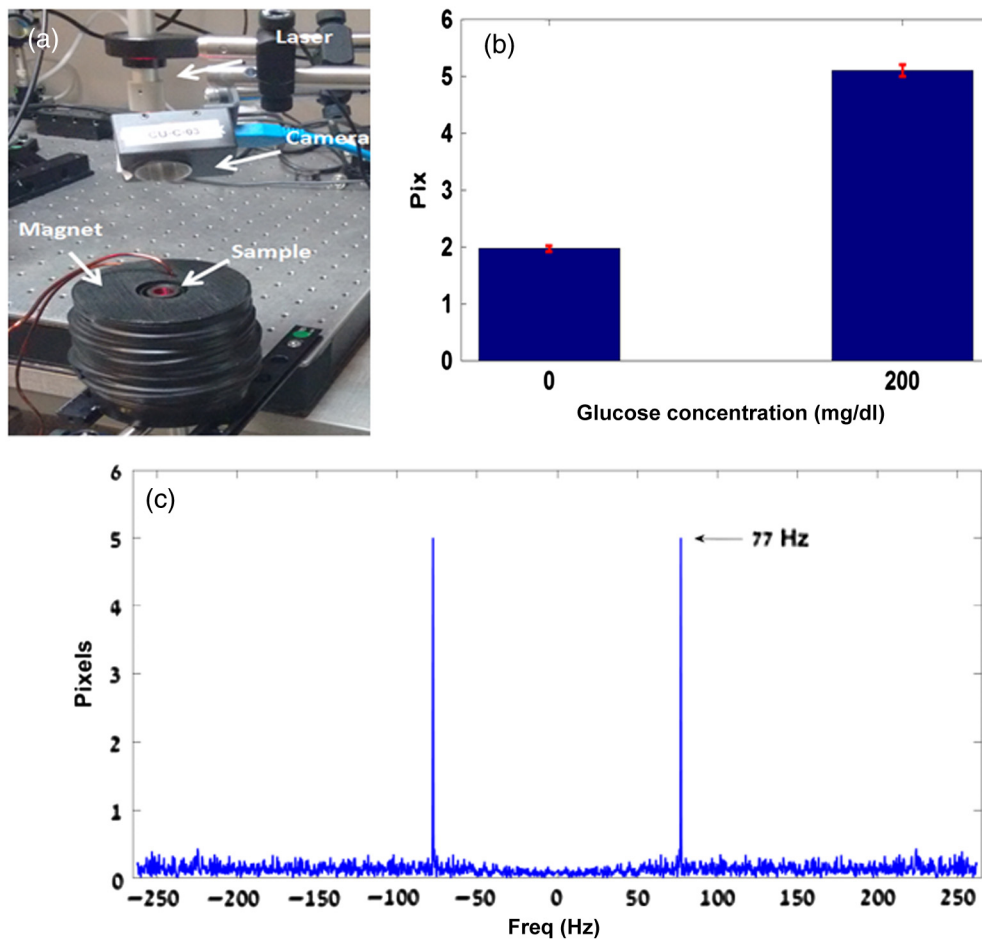 (a)
Laser
CU-C-03
Camera
Magnet
Sample
(b)
6
5
4
3
2
1
0
Pix
0 200
Glucose concentration (mg/dl)
(c)
6
5
4
3
2
1
0
Pixels
77 Hz
−250 −200 −150 −100 −50 0 50 100 150 200 250
Freq (Hz)